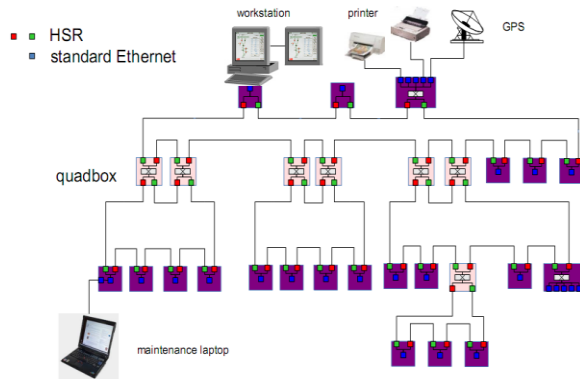 workstation
printer
GPS
HSR
standard Ethernet
quadbox
maintenance laptop